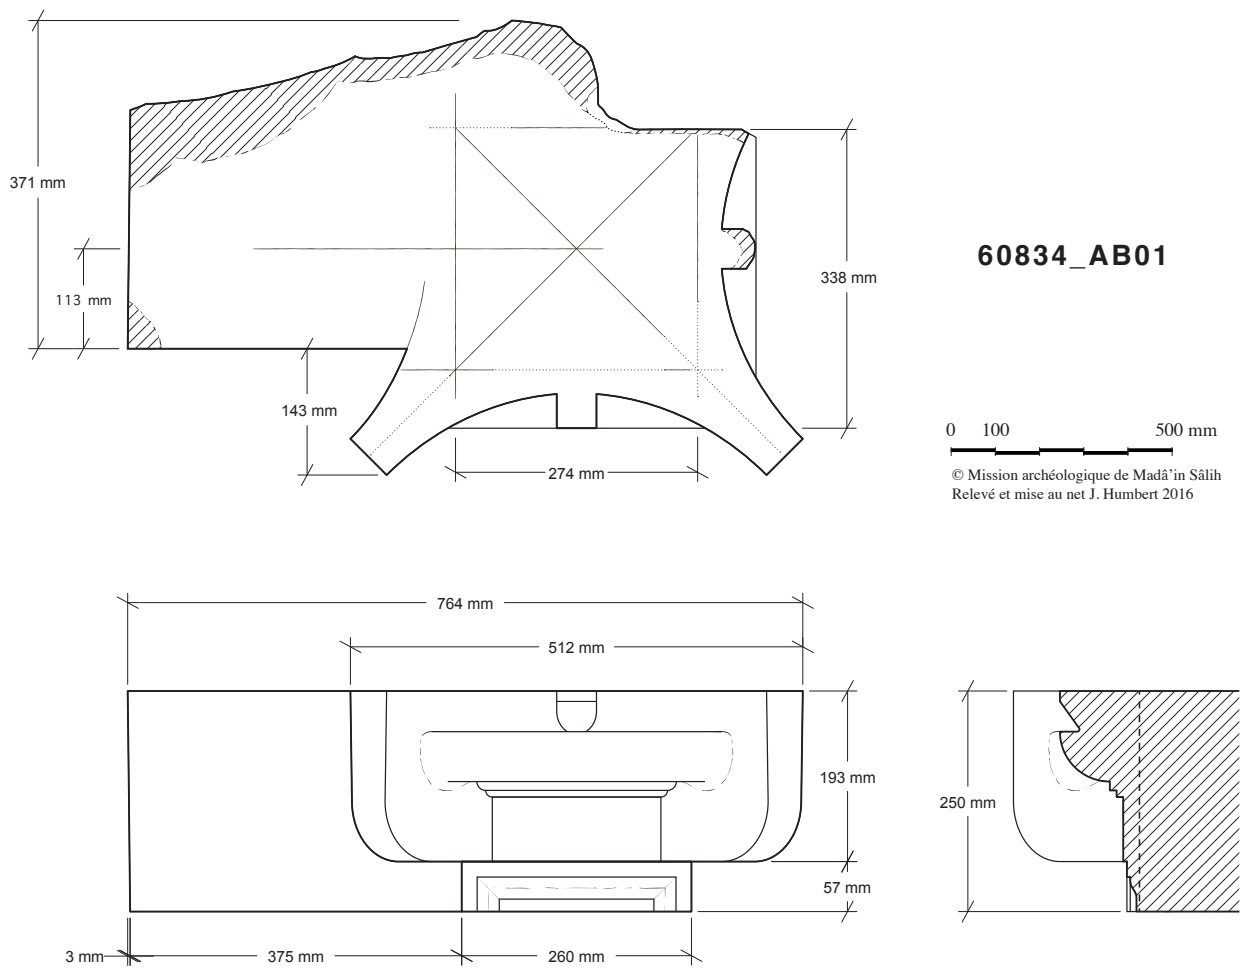 371 mm
113 mm
143 mm
274 mm
338 mm
60834_AB01
0 100 500 mm
© Mission archéologique de Madâ’in Sâlih
Relevé et mise au net J. Humbert 2016
764 mm
512 mm
193 mm
57 mm
250 mm
3 mm
375 mm
260 mm